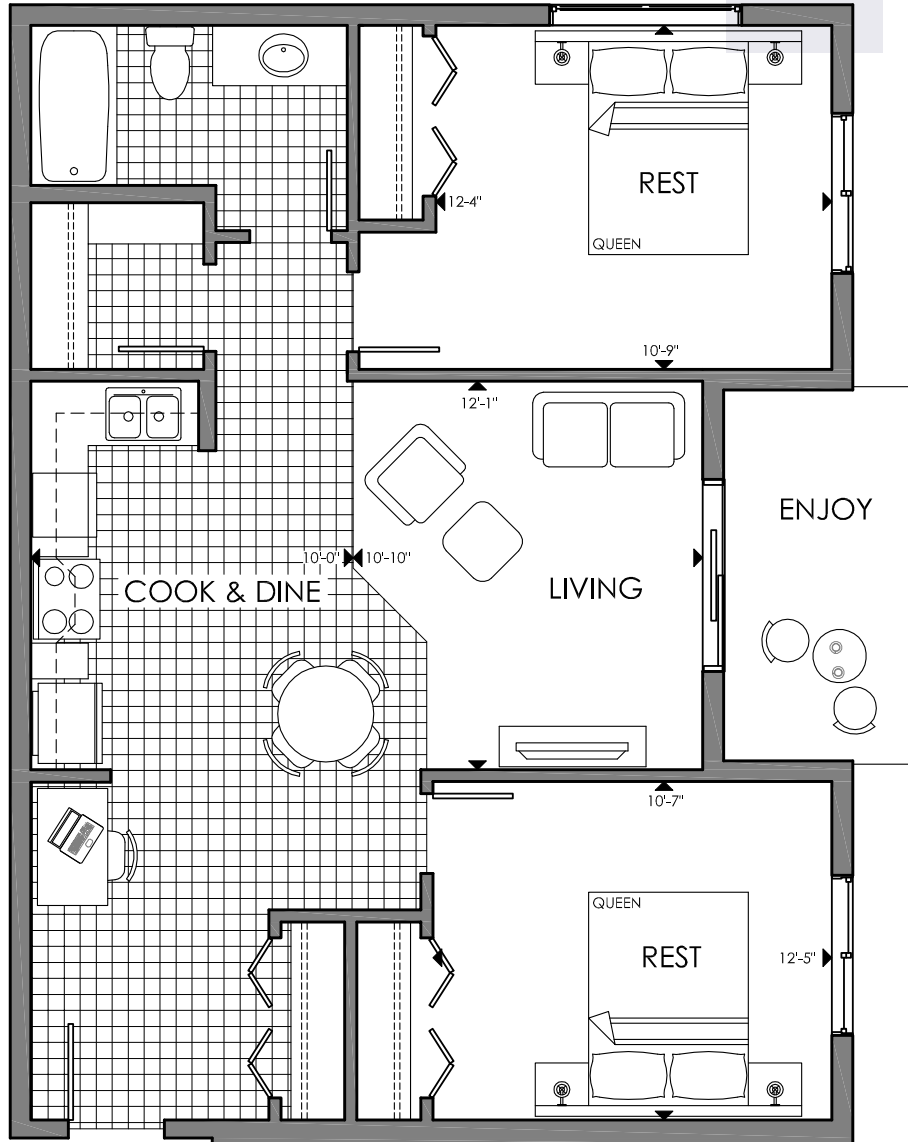 REST
12'-4"
QUEEN
10'-9"
12'-1"
ENJOY
10'-0" 10'-10"
COOK & DINE
LIVING
10'-7"
QUEEN
REST
12'-5"